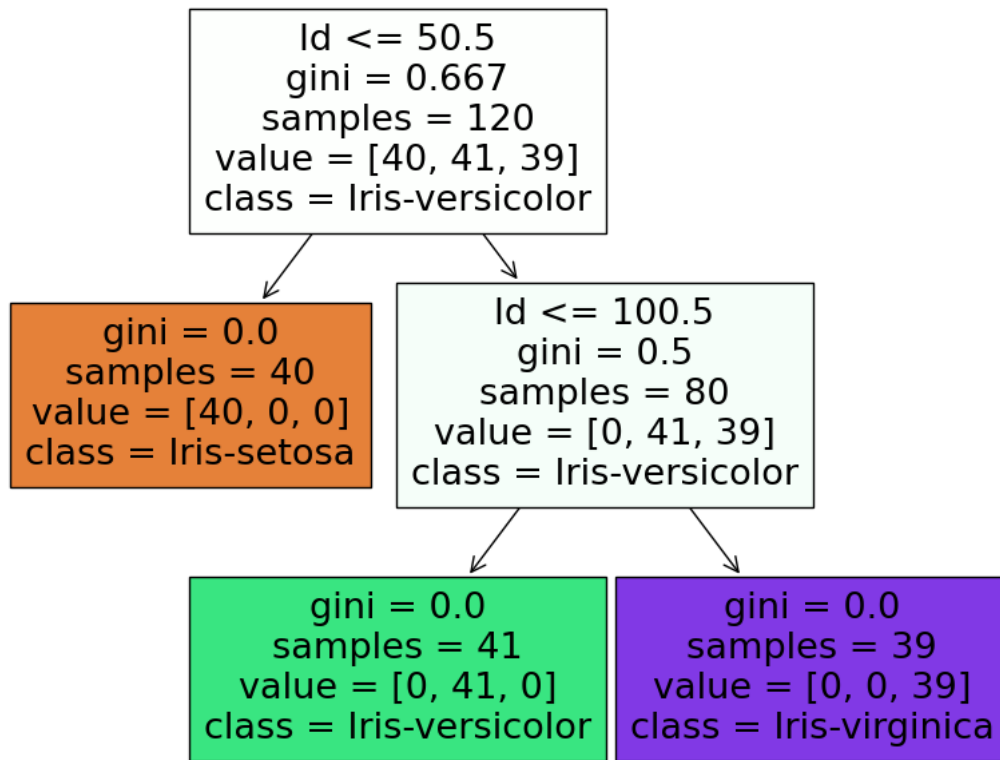 Id <= 50.5
gini = 0.667
samples = 120
value = [40, 41, 39]
class = Iris-versicolor
gini = 0.0
samples = 40
value = [40, 0, 0]
class = Iris-setosa
Id <= 100.5
gini = 0.5
samples = 80
value = [0, 41, 39]
class = Iris-versicolor
gini = 0.0
samples = 41
value = [0, 41, 0]
class = Iris-versicolor
gini = 0.0
samples = 39
value = [0, 0, 39]
class = Iris-virginica